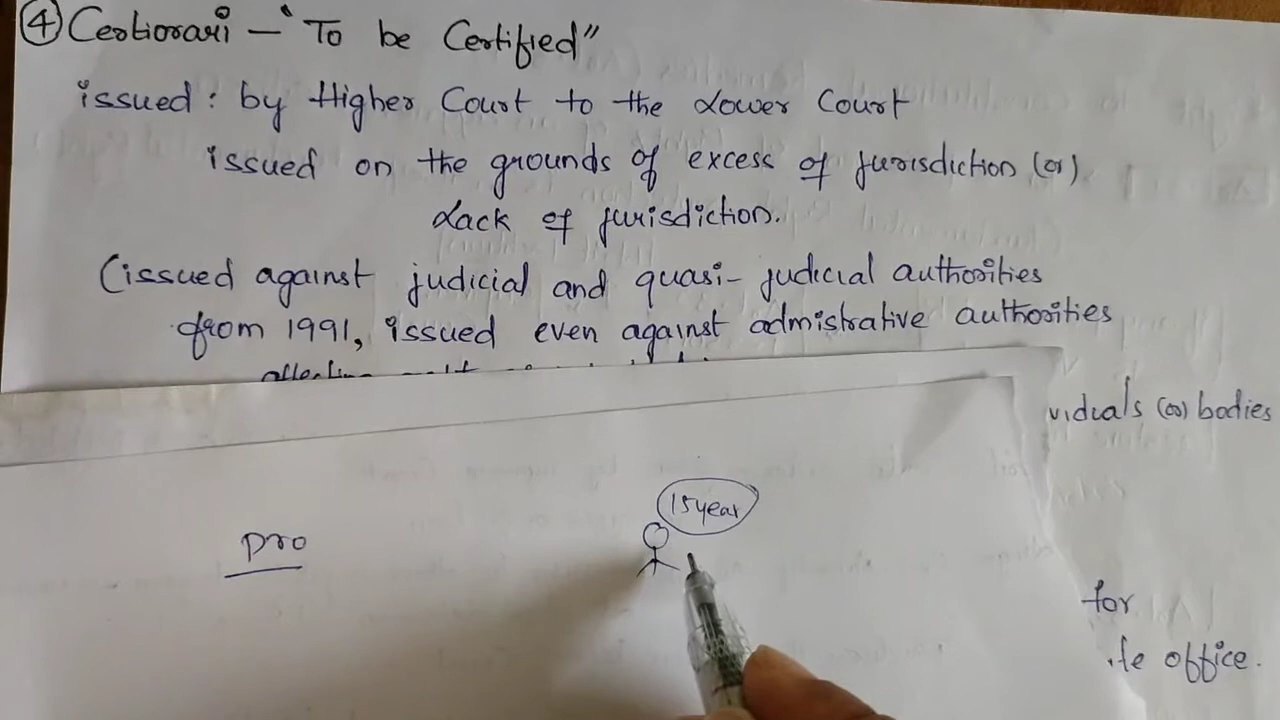 ④ Certiorari – "To be Certified"
issued : by Higher Court to the Lower Court
issued on the grounds of excess of jurisdiction (or)
Lack of jurisdiction.
(issued against judicial and quasi-judicial authorities
from 1991, issued even against admistrative authorities
viduals (or) bodies
15year
pro
for
office.